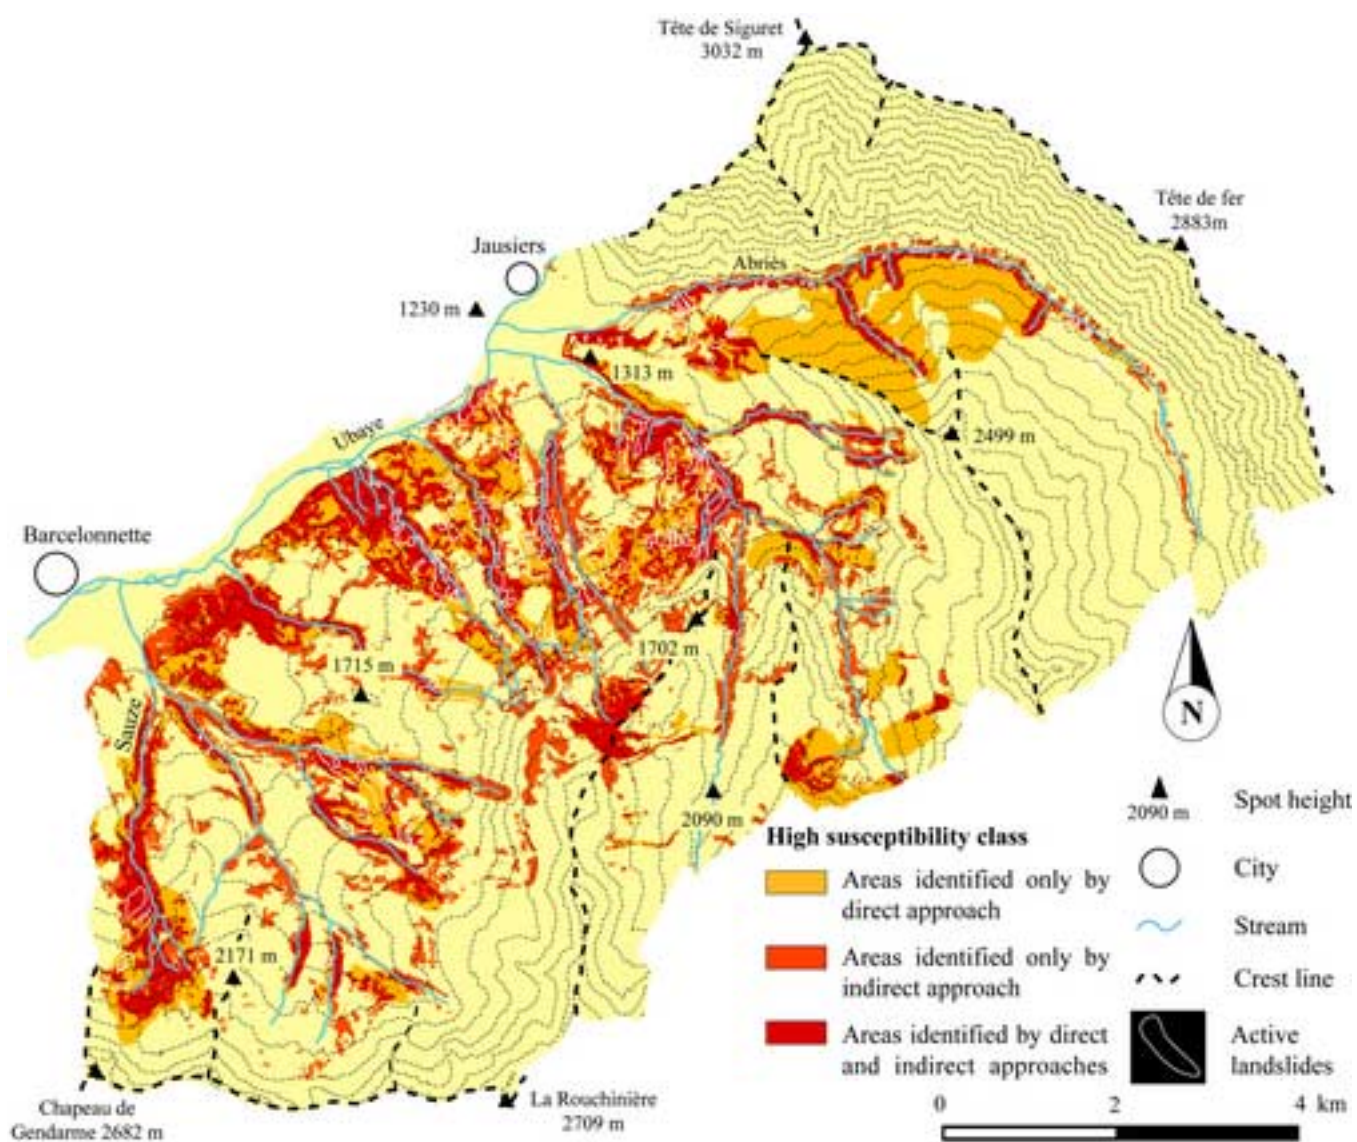 Tête de Siguret
3032 m
Tête de fer
2883m
Jausiers
Abriès
1230 m
1313 m
Ubaye
2499 m
Barcelonnette
1702 m
1715 m
Sauze
N
2090 m
2171 m
High susceptibility class
Areas identified only by
direct approach
Areas identified only by
indirect approach
Areas identified by direct
and indirect approaches
2090 m
Spot height
City
Stream
Crest line
Active
landslides
La Rouchinière
2709 m
Chapeau de
Gendarme 2682 m
0 2 4 km